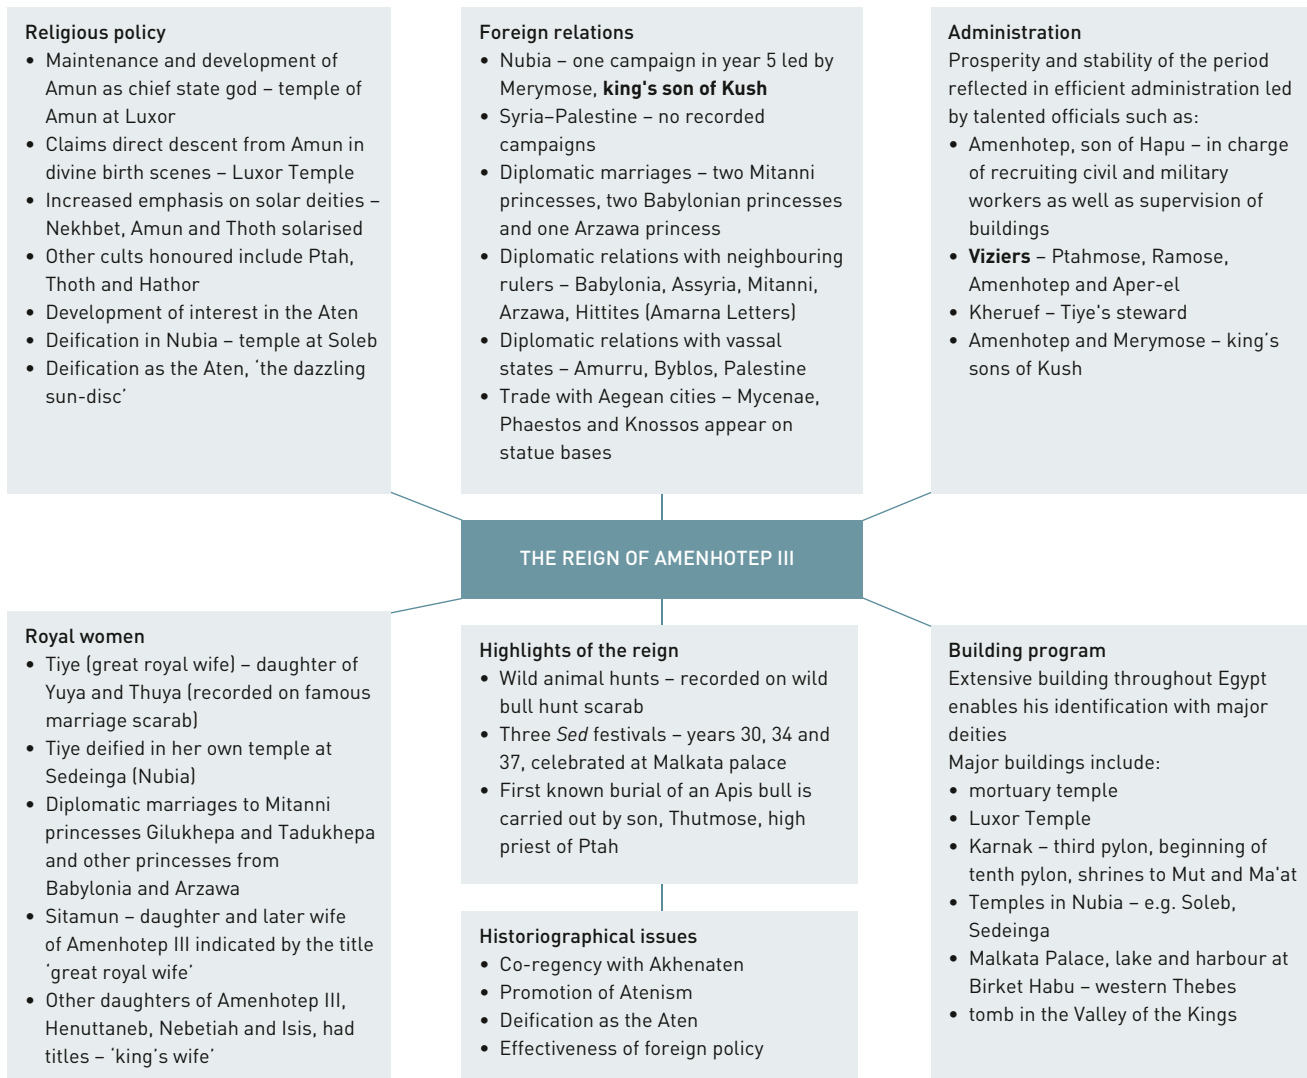 Religious policy
• Maintenance and development of
Amun as chief state god – temple of
Amun at Luxor
• Claims direct descent from Amun in
divine birth scenes – Luxor Temple
• Increased emphasis on solar deities –
Nekhbet, Amun and Thoth solarised
• Other cults honoured include Ptah,
Thoth and Hathor
• Development of interest in the Aten
• Deification in Nubia – temple at Soleb
• Deification as the Aten, ‘the dazzling
sun-disc’
Foreign relations
• Nubia – one campaign in year 5 led by
Merymose, king's son of Kush
• Syria–Palestine – no recorded
campaigns
• Diplomatic marriages – two Mitanni
princesses, two Babylonian princesses
and one Arzawa princess
• Diplomatic relations with neighbouring
rulers – Babylonia, Assyria, Mitanni,
Arzawa, Hittites (Amarna Letters)
• Diplomatic relations with vassal
states – Amurru, Byblos, Palestine
• Trade with Aegean cities – Mycenae,
Phaestos and Knossos appear on
statue bases
Administration
Prosperity and stability of the period
reflected in efficient administration led
by talented officials such as:
• Amenhotep, son of Hapu – in charge
of recruiting civil and military
workers as well as supervision of
buildings
• Viziers – Ptahmose, Ramose,
Amenhotep and Aper-el
• Kheruef – Tiye's steward
• Amenhotep and Merymose – king’s
sons of Kush
THE REIGN OF AMENHOTEP III
Royal women
• Tiye (great royal wife) – daughter of
Yuya and Thuya (recorded on famous
marriage scarab)
• Tiye deified in her own temple at
Sedeinga (Nubia)
• Diplomatic marriages to Mitanni
princesses Gilukhepa and Tadukhepa
and other princesses from
Babylonia and Arzawa
• Sitamun – daughter and later wife
of Amenhotep III indicated by the title
‘great royal wife’
• Other daughters of Amenhotep III,
Henuttaneb, Nebetiah and Isis, had
titles – ‘king’s wife’
Highlights of the reign
• Wild animal hunts – recorded on wild
bull hunt scarab
• Three Sed festivals – years 30, 34 and
37, celebrated at Malkata palace
• First known burial of an Apis bull is
carried out by son, Thutmose, high
priest of Ptah
Historiographical issues
• Co-regency with Akhenaten
• Promotion of Atenism
• Deification as the Aten
• Effectiveness of foreign policy
Building program
Extensive building throughout Egypt
enables his identification with major
deities
Major buildings include:
• mortuary temple
• Luxor Temple
• Karnak – third pylon, beginning of
tenth pylon, shrines to Mut and Ma'at
• Temples in Nubia – e.g. Soleb,
Sedeinga
• Malkata Palace, lake and harbour at
Birket Habu – western Thebes
• tomb in the Valley of the Kings